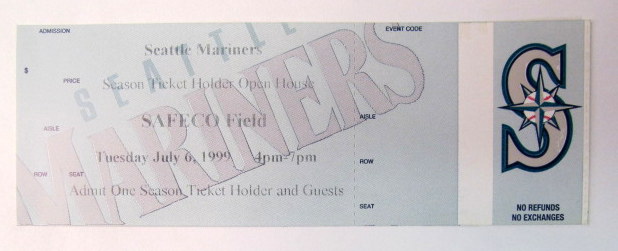 ADMISSION
EVENT CODE
Seattle Mariners
$
PRICE
Season Ticket Holder Open House
SEATTLE
MARINERS
SAFECO Field
AISLE
AISLE
Tuesday July 6, 1999 4pm-7pm
ROW
ROW SEAT
Admit One Season Ticket Holder and Guests
SEAT
S
NO REFUNDS
NO EXCHANGES